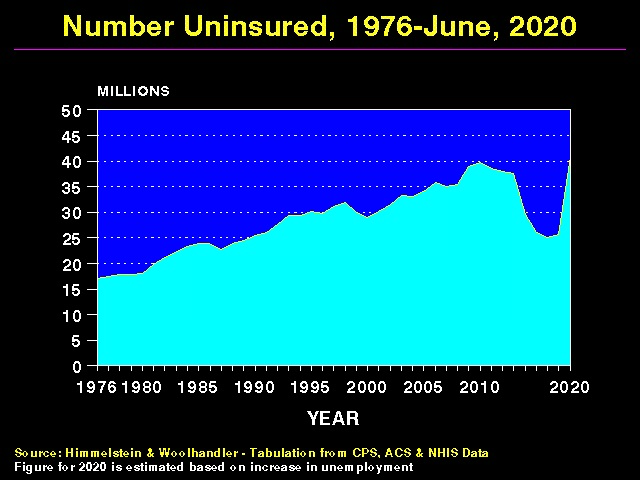 Number Uninsured, 1976-June, 2020
MILLIONS
50
45
40
35
30
25
20
15
10
5
0
1976 1980 1985 1990 1995 2000 2005 2010 2020
YEAR
Source: Himmelstein & Woolhandler - Tabulation from CPS, ACS & NHIS Data
Figure for 2020 is estimated based on increase in unemployment